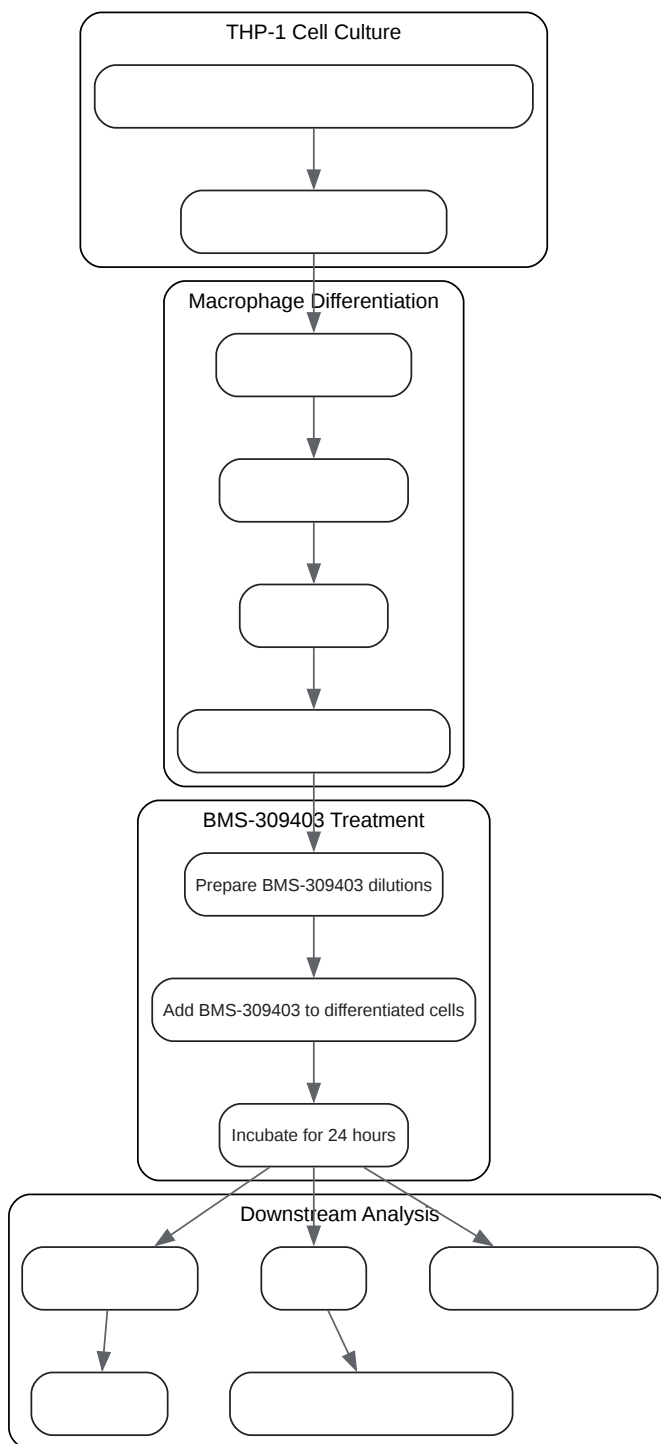 THP-1 Cell Culture
Macrophage Differentiation
BMS-309403 Treatment
Prepare BMS-309403 dilutions
Add BMS-309403 to differentiated cells
Incubate for 24 hours
Downstream Analysis